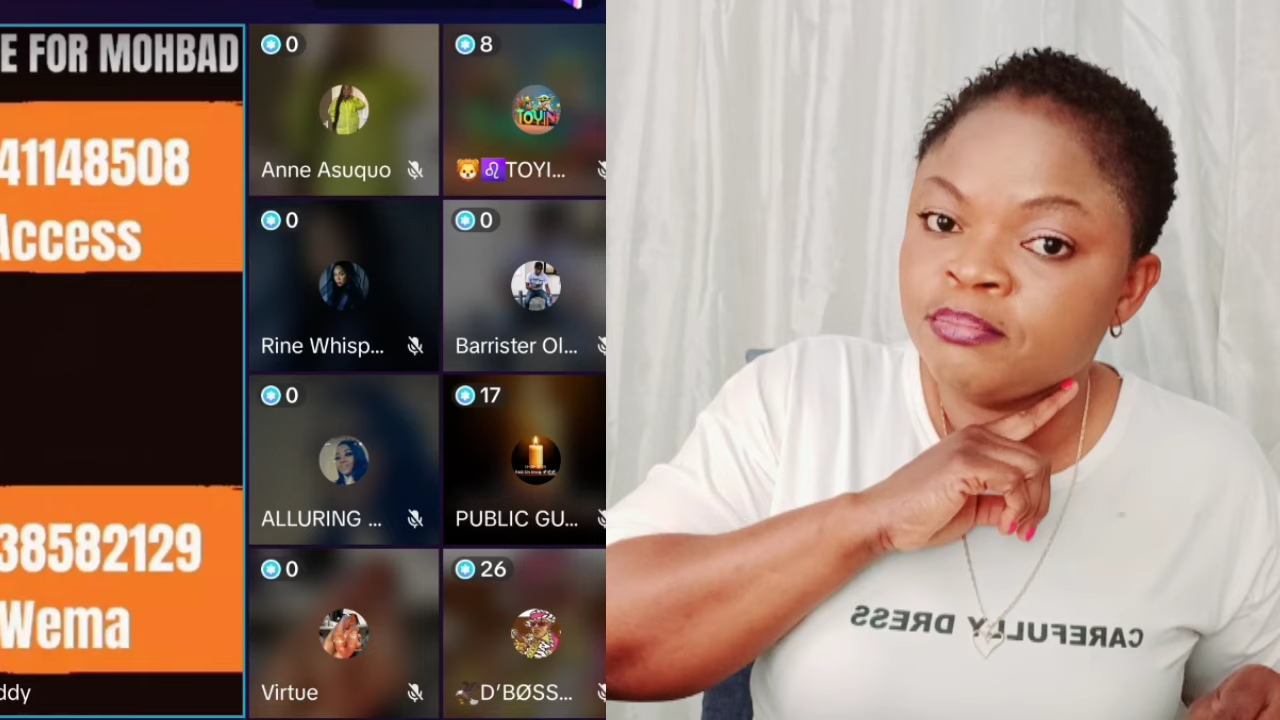 E FOR MOHBAD
41148508
Access
38582129
Wema
ddy
0
Anne Asuquo
8
TOYIN
🦁♌TOYI...
0
Rine Whisp...
0
Barrister Ol...
0
ALLURING ...
17
PUBLIC GU...
0
Virtue
26
D'BØSS...
CAREFULLY DRESS